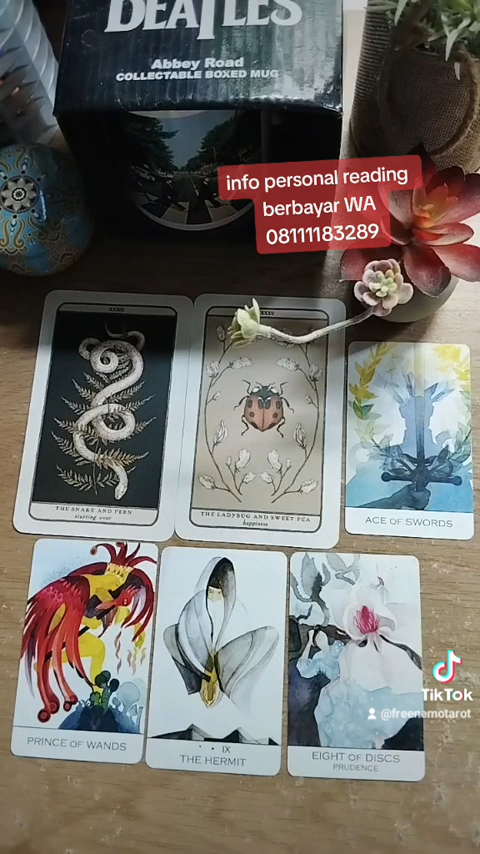 BEATLES
Abbey Road
COLLECTABLE BOXED MUG
info personal reading
berbayar WA
08111183289
THE SNAKE AND FERN
starting over
THE LADYBUG AND SWEET PEA
happiness
ACE OF SWORDS
PRINCE OF WANDS
IX
THE HERMIT
EIGHT OF DISCS
PRUDENCE
TikTok
@freenemotarot